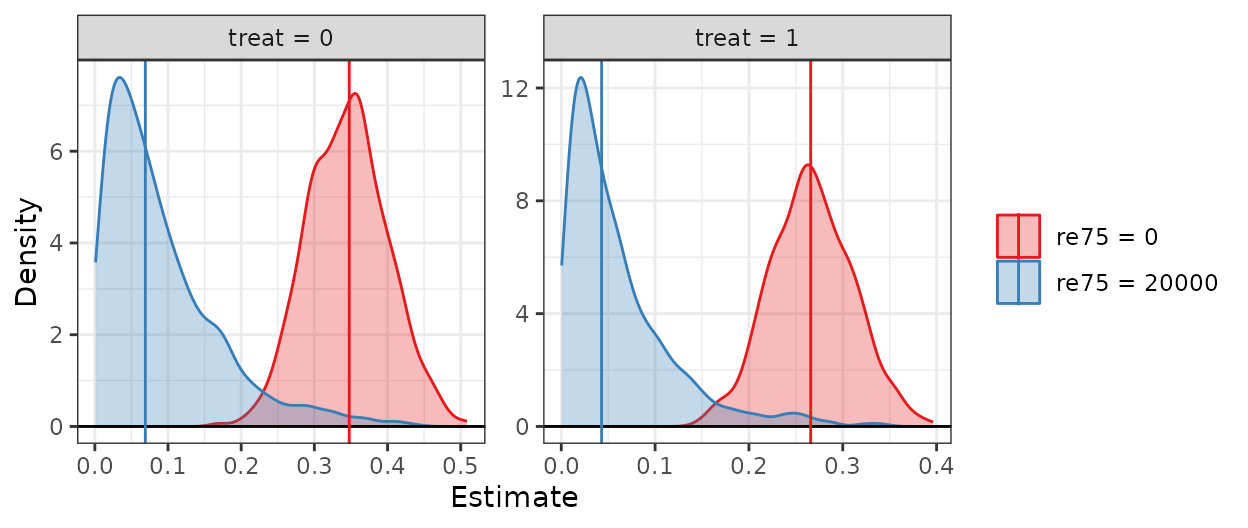 treat = 0
treat = 1
Density
6
4
2
0
12
8
4
0
0.0 0.1 0.2 0.3 0.4 0.5
0.0 0.1 0.2 0.3 0.4
Estimate
re75 = 0
re75 = 20000